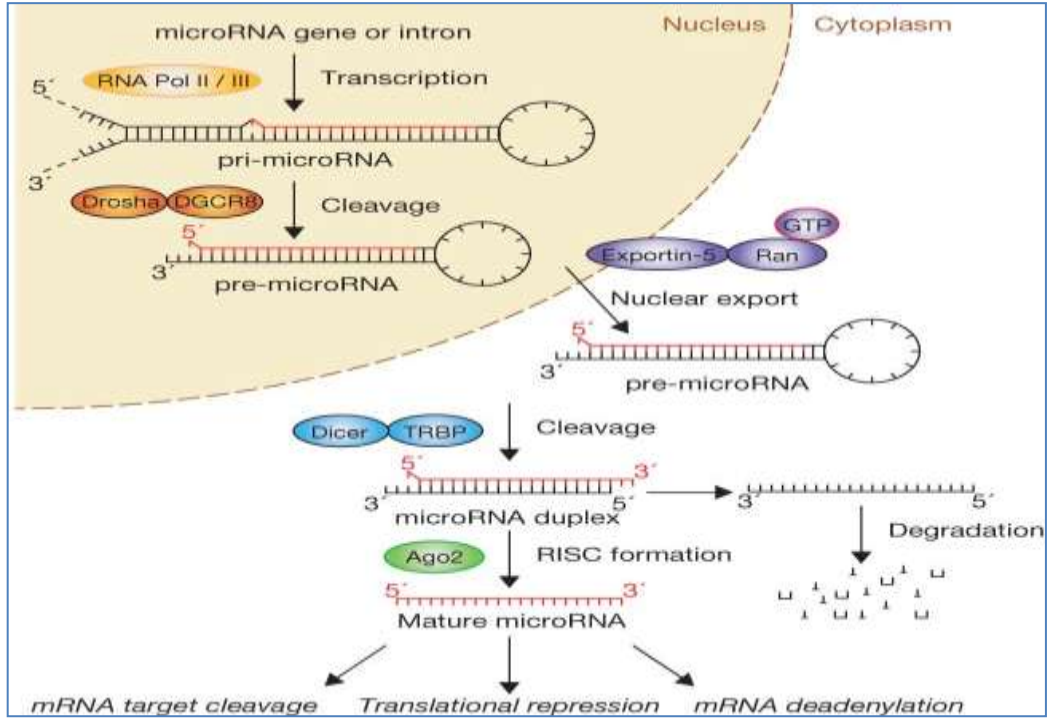 microRNA gene or intron
Nucleus
Cytoplasm
RNA Pol II / III
Transcription
5´
3´
pri-microRNA
Drosha
DGCR8
Cleavage
5´
3´
pre-microRNA
GTP
Exportin-5
Ran
Nuclear export
5´
3´
pre-microRNA
Dicer
TRBP
Cleavage
5´
3´
3´
5´
microRNA duplex
3´
5´
Degradation
Ago2
RISC formation
5´
3´
Mature microRNA
mRNA target cleavage
Translational repression
mRNA deadenylation